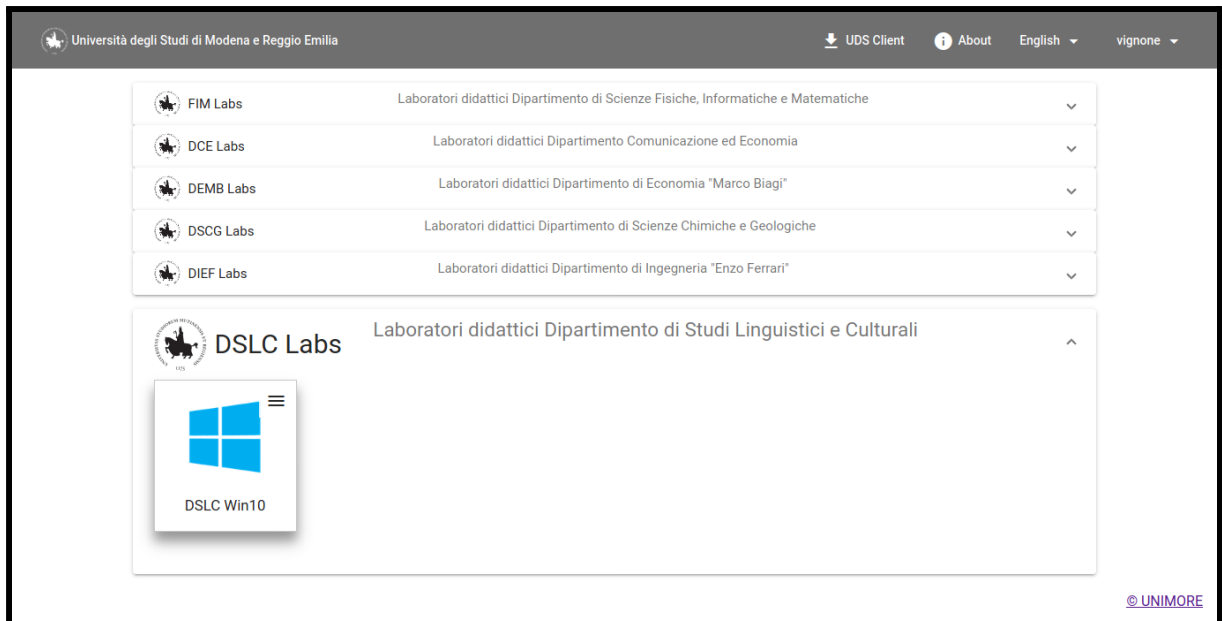 Università degli Studi di Modena e Reggio Emilia UDS Client About English vignone
FIM Labs Laboratori didattici Dipartimento di Scienze Fisiche, Informatiche e Matematiche
DCE Labs Laboratori didattici Dipartimento Comunicazione ed Economia
DEMB Labs Laboratori didattici Dipartimento di Economia "Marco Biagi"
DSCG Labs Laboratori didattici Dipartimento di Scienze Chimiche e Geologiche
DIEF Labs Laboratori didattici Dipartimento di Ingegneria "Enzo Ferrari"
DSLC Labs Laboratori didattici Dipartimento di Studi Linguistici e Culturali
1175
DSLC Win10
© UNIMORE